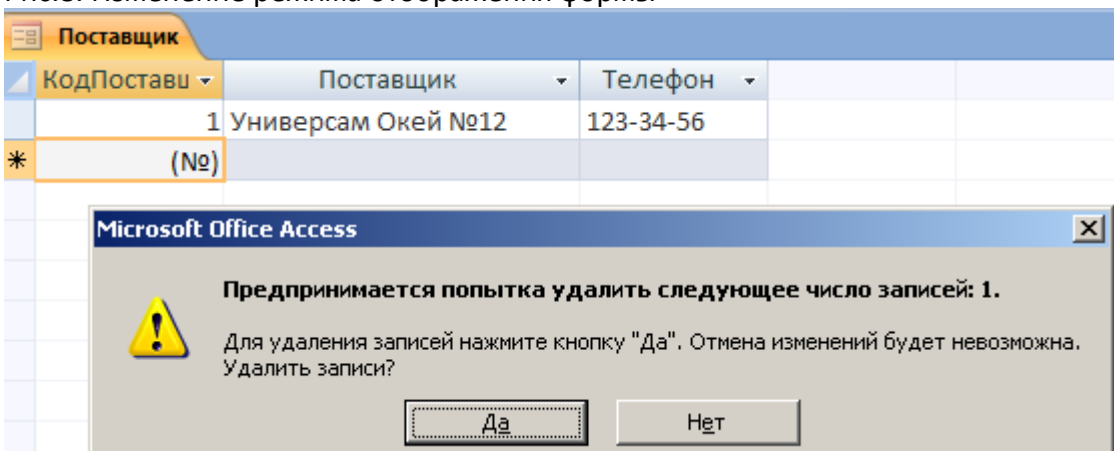 Поставщик
КодПоставщ Поставщик Телефон
1 Универсам Окей №12 123-34-56
* (№)
Microsoft Office Access
Предпринимается попытка удалить следующее число записей: 1.
Для удаления записей нажмите кнопку "Да". Отмена изменений будет невозможна.
Удалить записи?
Да Нет